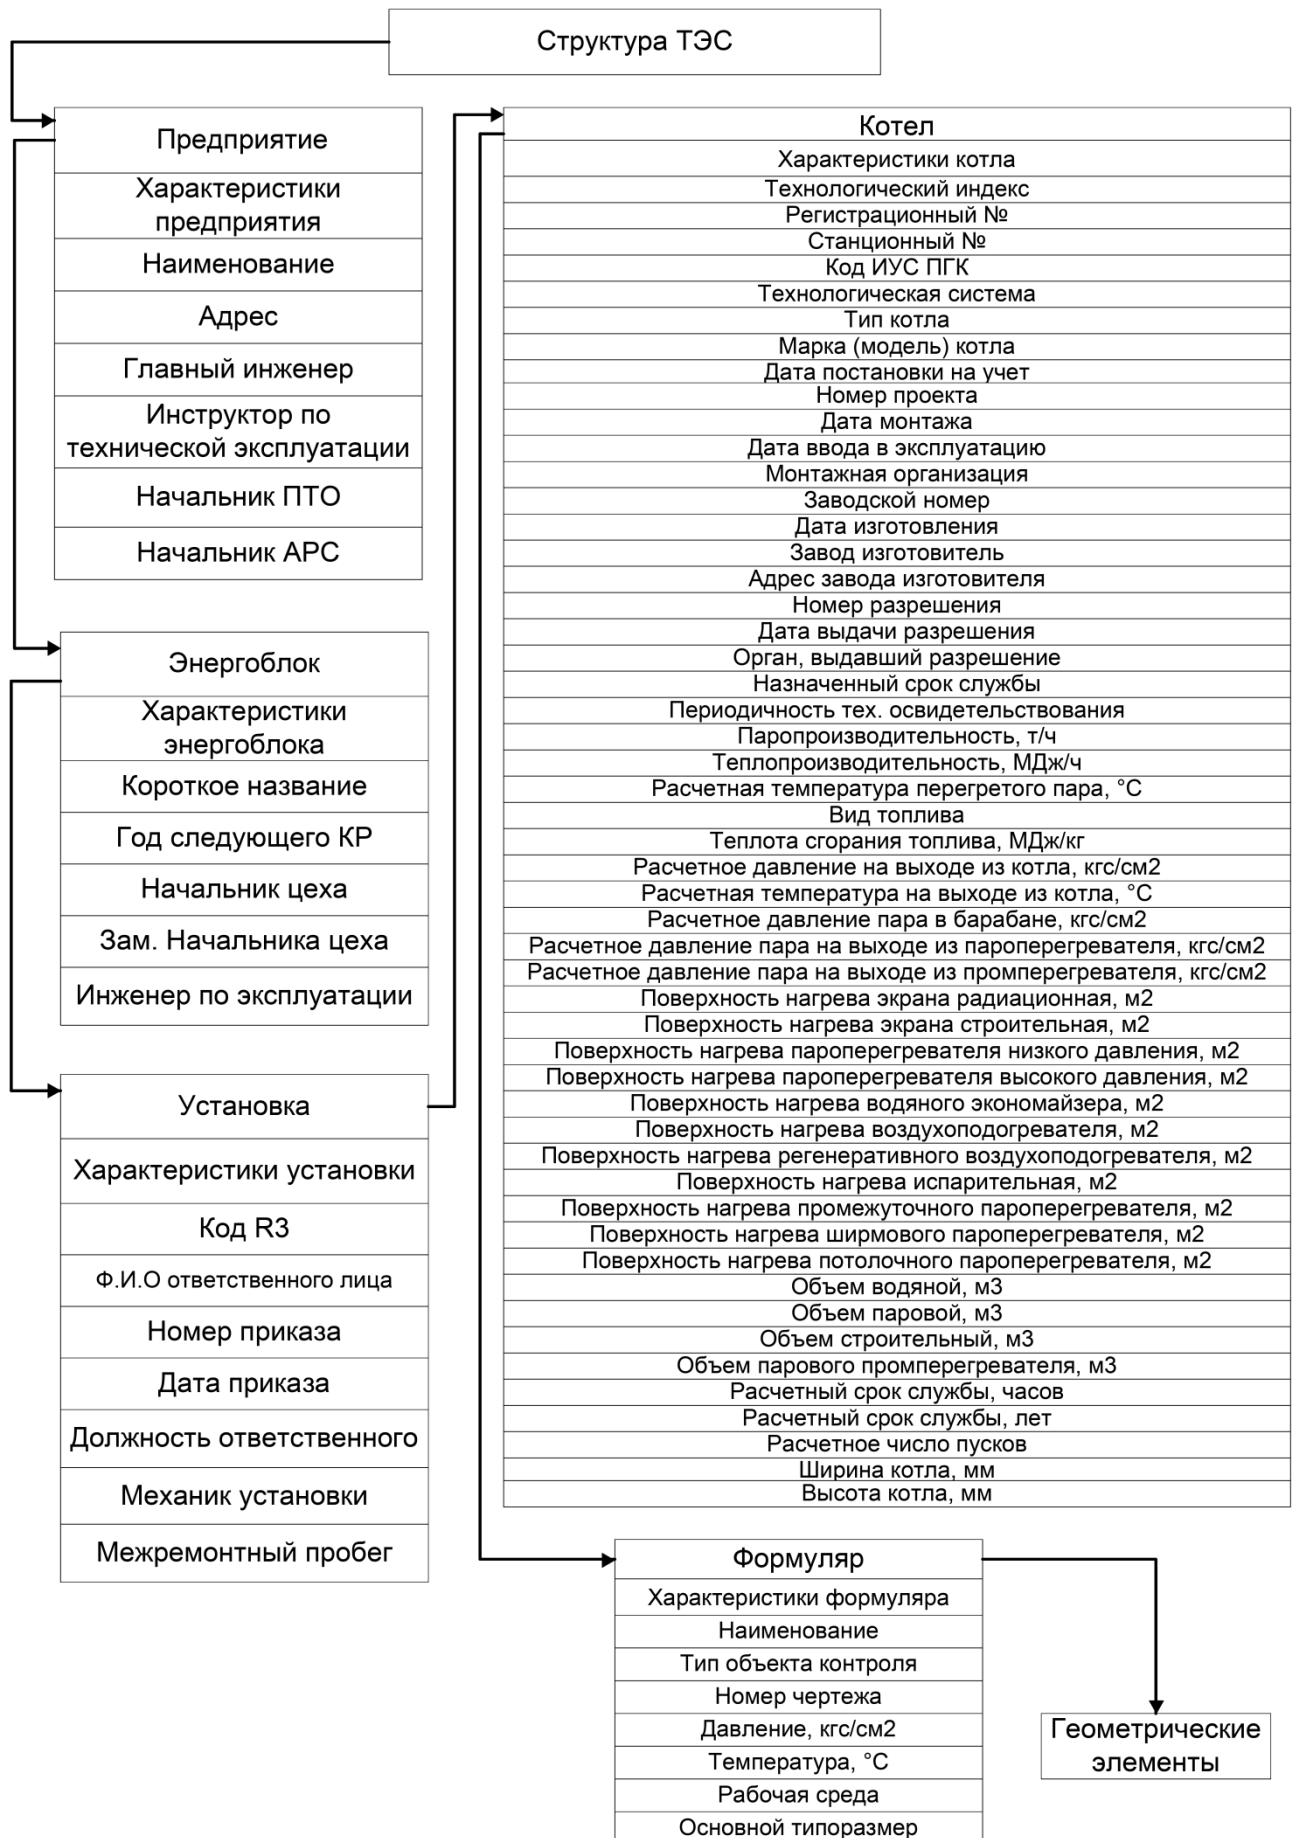 Структура ТЭС
Предприятие
Характеристики
предприятия
Наименование
Адрес
Главный инженер
Инструктор по
технической эксплуатации
Начальник ПТО
Начальник АРС
Энергоблок
Характеристики
энергоблока
Короткое название
Год следующего КР
Начальник цеха
Зам. Начальника цеха
Инженер по эксплуатации
Установка
Характеристики установки
Код R3
Ф.И.О ответственного лица
Номер приказа
Дата приказа
Должность ответственного
Механик установки
Межремонтный пробег
Котел
Характеристики котла
Технологический индекс
Регистрационный №
Станционный №
Код ИУС ПГК
Технологическая система
Тип котла
Марка (модель) котла
Дата постановки на учет
Номер проекта
Дата монтажа
Дата ввода в эксплуатацию
Монтажная организация
Заводской номер
Дата изготовления
Завод изготовитель
Адрес завода изготовителя
Номер разрешения
Дата выдачи разрешения
Орган, выдавший разрешение
Назначенный срок службы
Периодичность тех. освидетельствования
Паропроизводительность, т/ч
Теплопроизводительность, МДж/ч
Расчетная температура перегретого пара, °С
Вид топлива
Теплота сгорания топлива, МДж/кг
Расчетное давление на выходе из котла, кгс/см2
Расчетная температура на выходе из котла, °С
Расчетное давление пара в барабане, кгс/см2
Расчетное давление пара на выходе из пароперегревателя, кгс/см2
Расчетное давление пара на выходе из промперегревателя, кгс/см2
Поверхность нагрева экрана радиационная, м2
Поверхность нагрева экрана строительная, м2
Поверхность нагрева пароперегревателя низкого давления, м2
Поверхность нагрева пароперегревателя высокого давления, м2
Поверхность нагрева водяного экономайзера, м2
Поверхность нагрева воздухоподогревателя, м2
Поверхность нагрева регенеративного воздухоподогревателя, м2
Поверхность нагрева испарительная, м2
Поверхность нагрева промежуточного пароперегревателя, м2
Поверхность нагрева ширмового пароперегревателя, м2
Поверхность нагрева потолочного пароперегревателя, м2
Объем водяной, м3
Объем паровой, м3
Объем строительный, м3
Объем парового промперегревателя, м3
Расчетный срок службы, часов
Расчетный срок службы, лет
Расчетное число пусков
Ширина котла, мм
Высота котла, мм
Формуляр
Характеристики формуляра
Наименование
Тип объекта контроля
Номер чертежа
Давление, кгс/см2
Температура, °С
Рабочая среда
Основной типоразмер
Геометрические
элементы